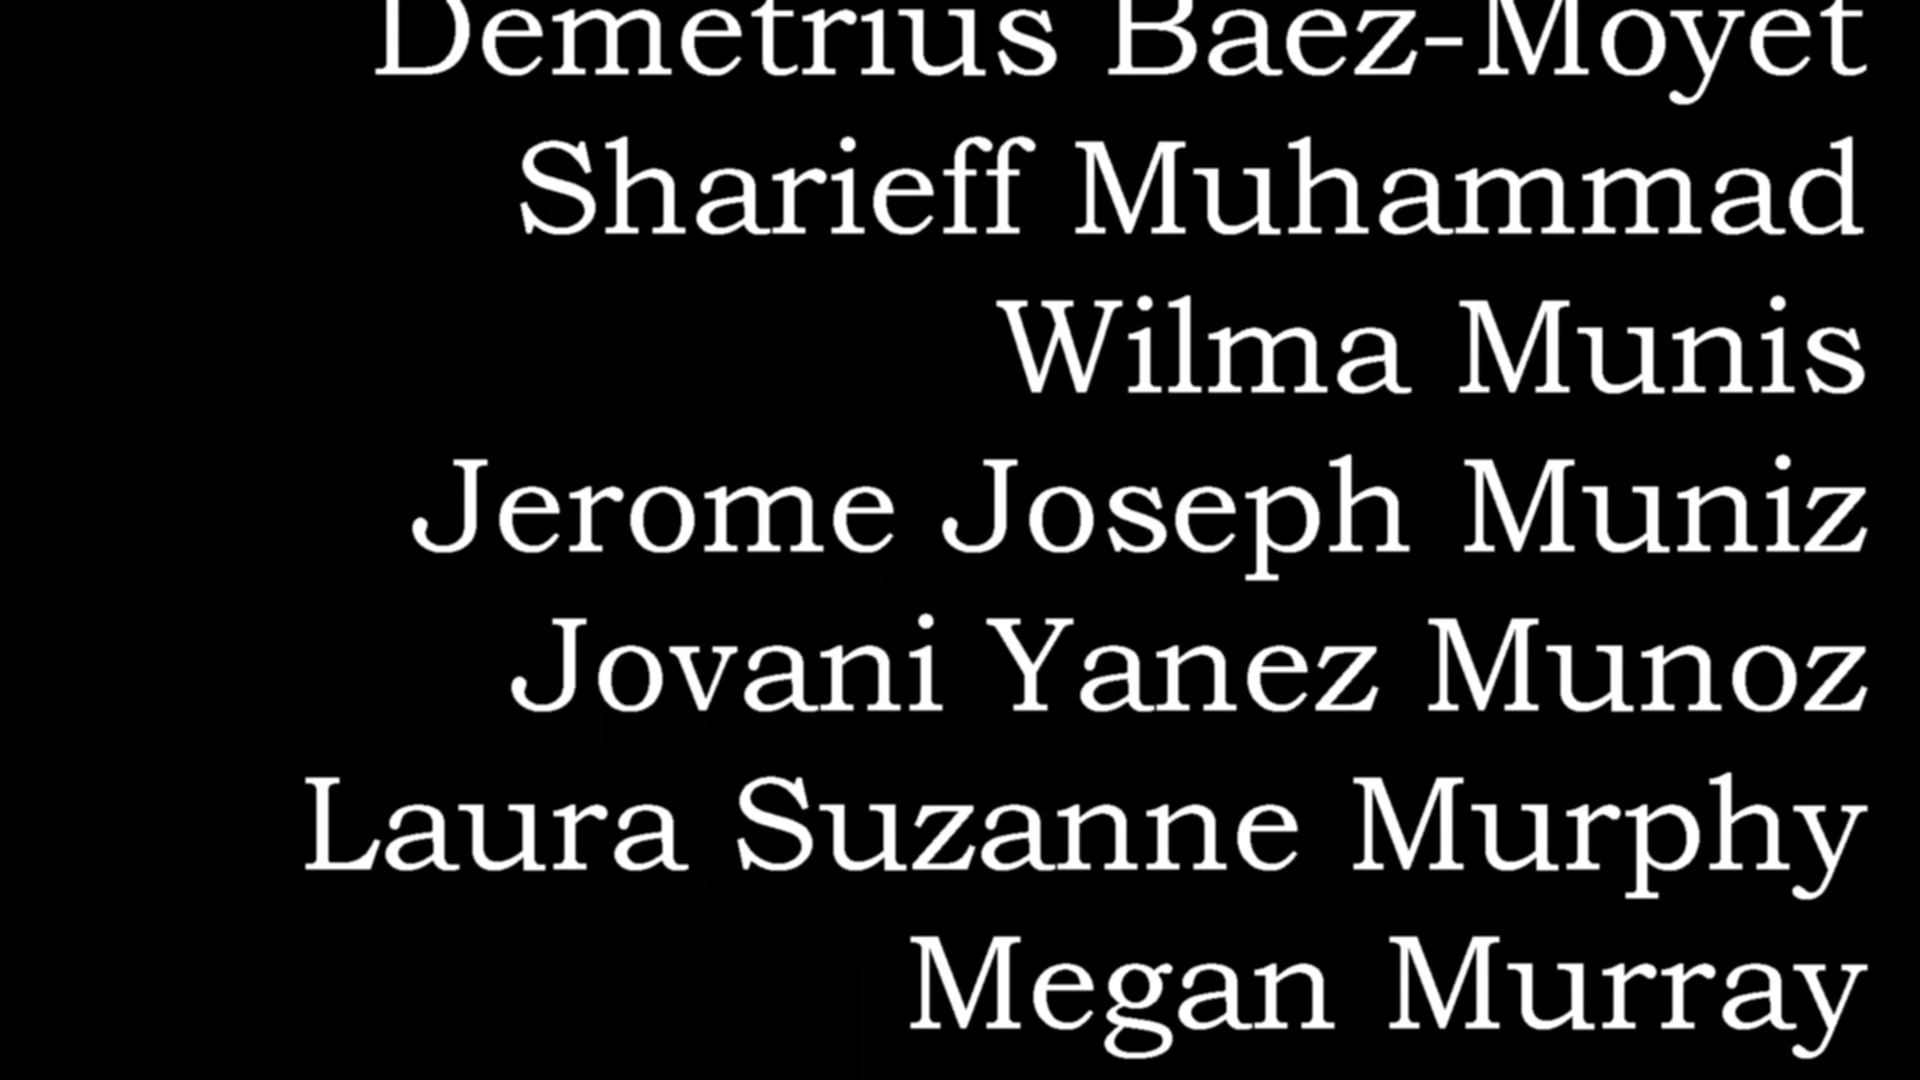 Demetrius Baez-Moyet
Sharieff Muhammad
Wilma Munis
Jerome Joseph Muniz
Jovani Yanez Munoz
Laura Suzanne Murphy
Megan Murray